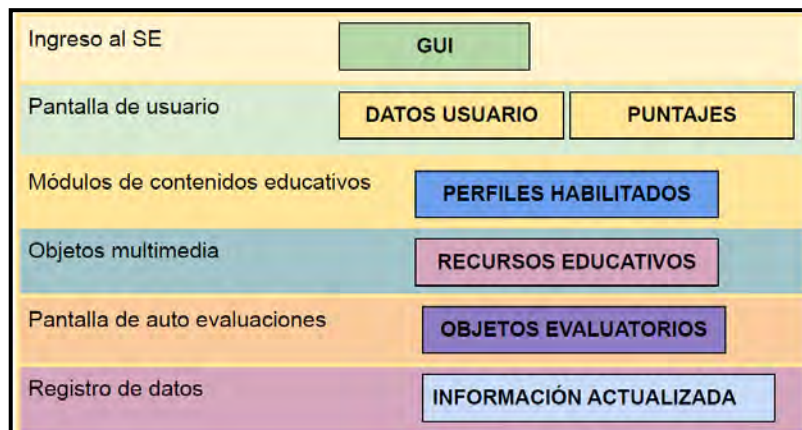 Ingreso al SE
GUI
Pantalla de usuario
DATOS USUARIO
PUNTAJES
Módulos de contenidos educativos
PERFILES HABILITADOS
Objetos multimedia
RECURSOS EDUCATIVOS
Pantalla de auto evaluaciones
OBJETOS EVALUATORIOS
Registro de datos
INFORMACIÓN ACTUALIZADA